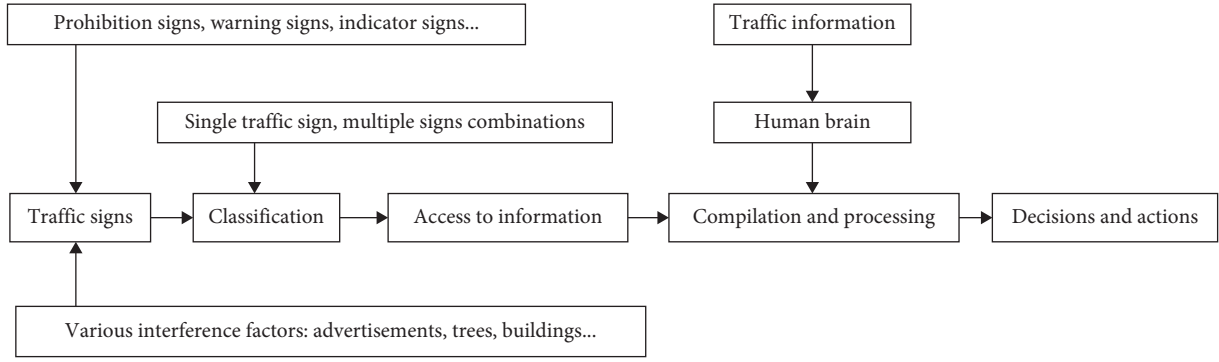 Prohibition signs, warning signs, indicator signs...
Traffic information
Single traffic sign, multiple signs combinations
Human brain
Traffic signs
Classification
Access to information
Compilation and processing
Decisions and actions
Various interference factors: advertisements, trees, buildings...